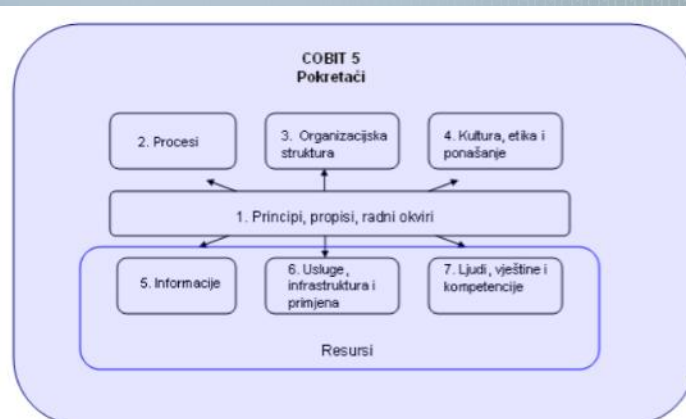 COBIT 5
Pokretači
2. Procesi
3. Organizacijska
struktura
4. Kultura, etika i
ponašanje
1. Principi, propisi, radni okviri
5. Informacije
6. Usluge,
infrastruktura i
primjena
7. Ljudi, vještine i
kompetencije
Resursi